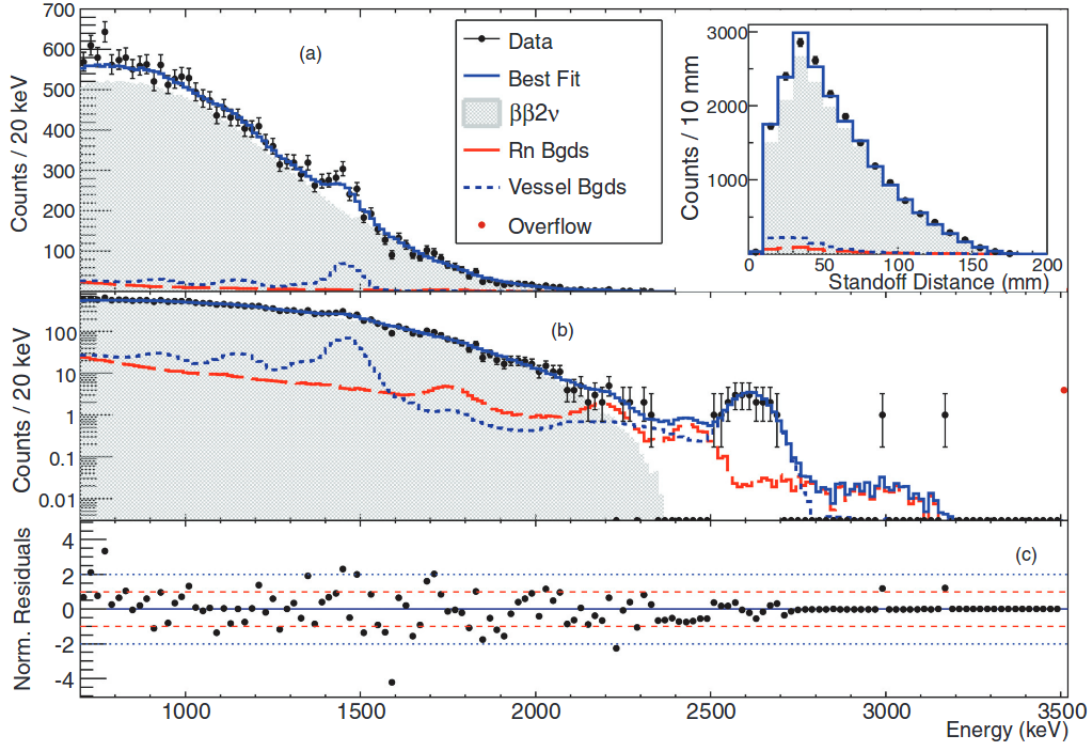 700
600
500
400
300
200
100
Counts / 20 keV
(a)
Data
Best Fit
ββ2ν
Rn Bgds
Vessel Bgds
Overflow
3000
2000
1000
0
Counts / 10 mm
0 50 100 150 200
Standoff Distance (mm)
100
10
1
0.1
0.01
Counts / 20 keV
(b)
4
2
0
-2
-4
Norm. Residuals
(c)
1000 1500 2000 2500 3000 3500
Energy (keV)